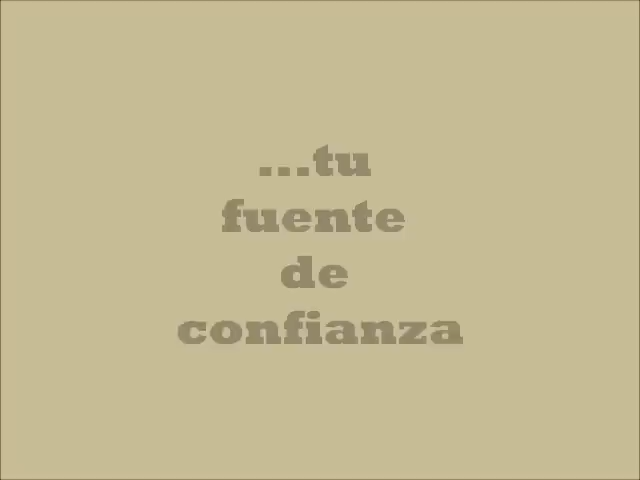 ...tu
fuente
de
confianza